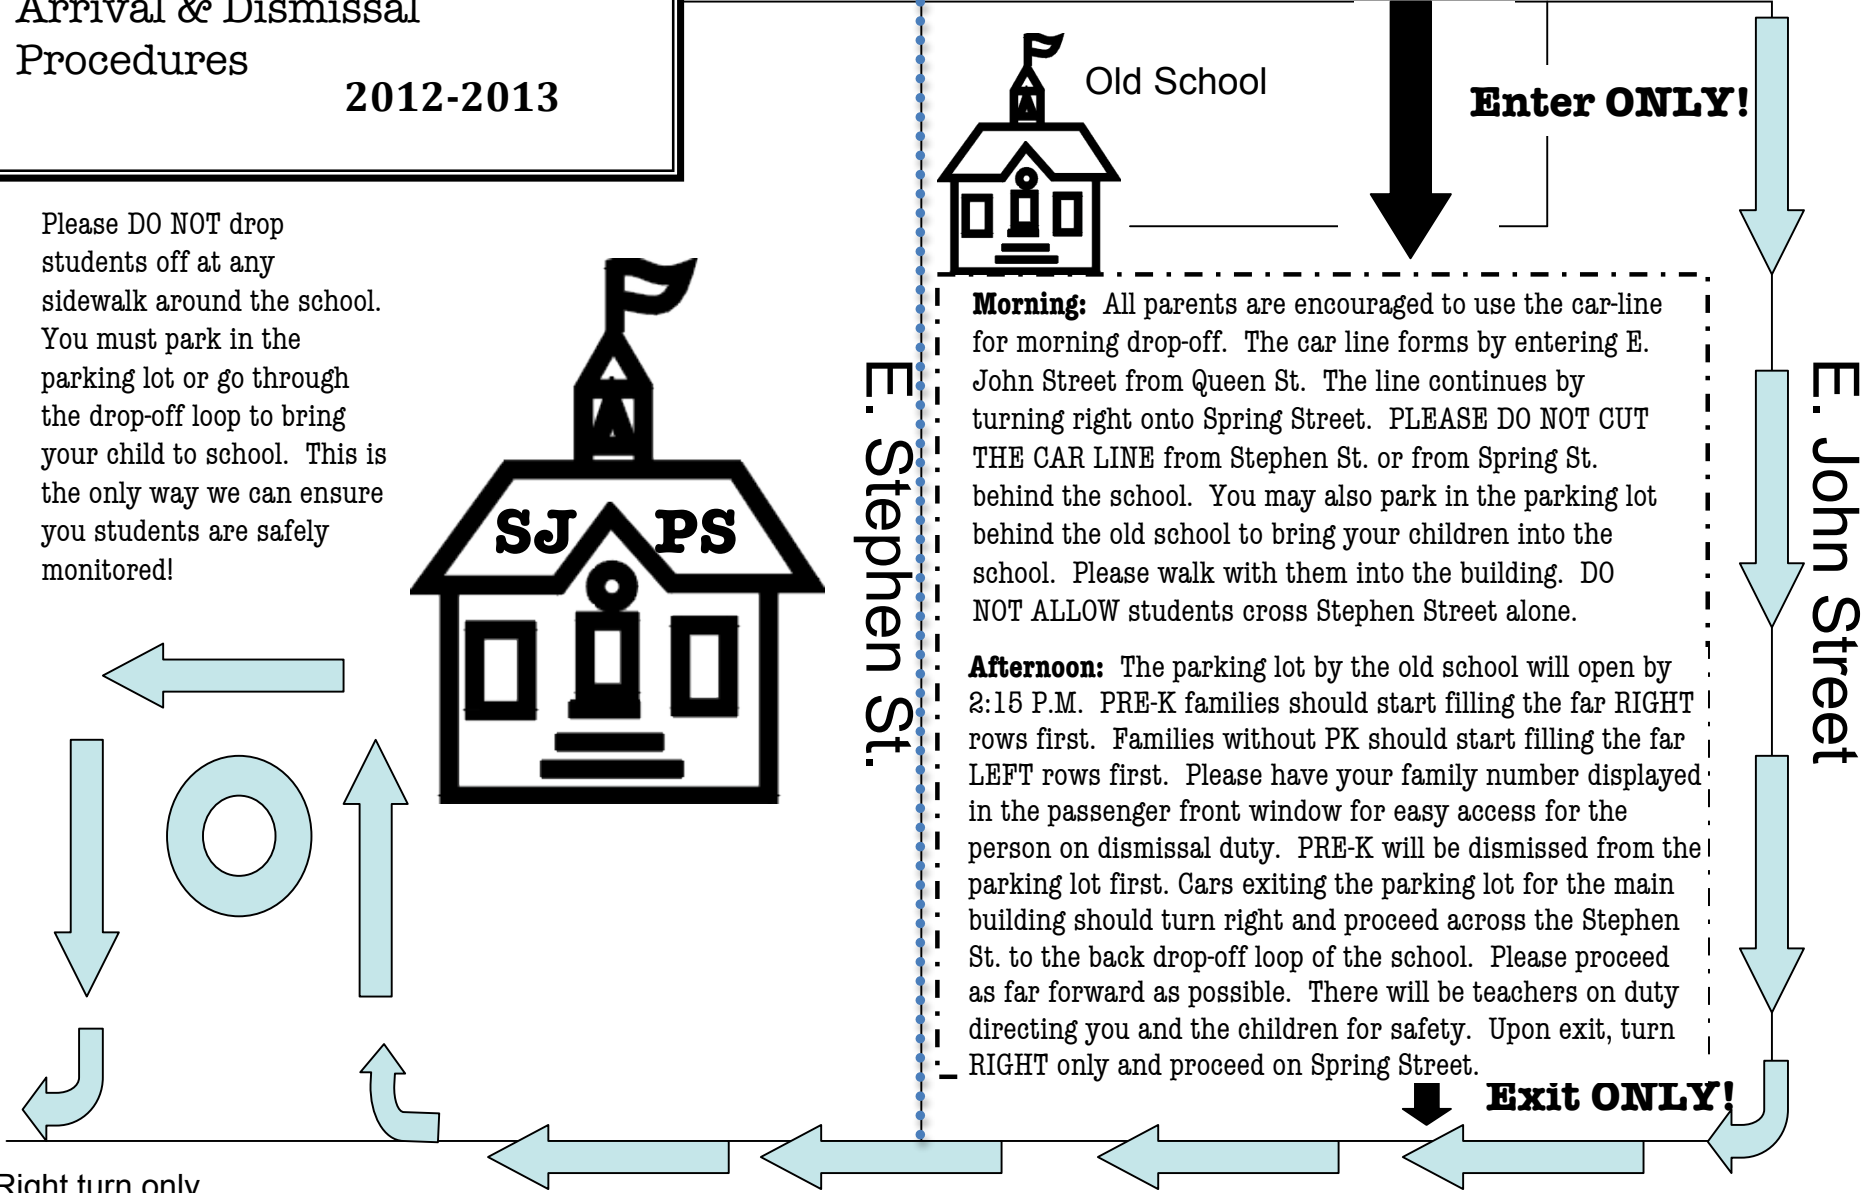 Arrival & Dismissal
Procedures
2012-2013
Old School
Enter ONLY!
Please DO NOT drop
students off at any
sidewalk around the school.
You must park in the
parking lot or go through
the drop-off loop to bring
your child to school. This is
the only way we can ensure
you students are safely
monitored!
SJ PS
E. Stephen St.
Morning: All parents are encouraged to use the car-line
for morning drop-off. The car line forms by entering E.
John Street from Queen St. The line continues by
turning right onto Spring Street. PLEASE DO NOT CUT
THE CAR LINE from Stephen St. or from Spring St.
behind the school. You may also park in the parking lot
behind the old school to bring your children into the
school. Please walk with them into the building. DO
NOT ALLOW students cross Stephen Street alone.
Afternoon: The parking lot by the old school will open by
2:15 P.M. PRE-K families should start filling the far RIGHT
rows first. Families without PK should start filling the far
LEFT rows first. Please have your family number displayed
in the passenger front window for easy access for the
person on dismissal duty. PRE-K will be dismissed from the
parking lot first. Cars exiting the parking lot for the main
building should turn right and proceed across the Stephen
St. to the back drop-off loop of the school. Please proceed
as far forward as possible. There will be teachers on duty
directing you and the children for safety. Upon exit, turn
RIGHT only and proceed on Spring Street.
E. John Street
Exit ONLY!
Right turn only